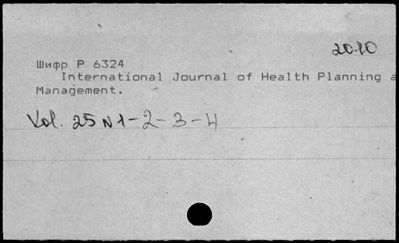 2010
Шифр Р 6324
International Journal of Health Planning a
Management.
Vol. 25 N 1-2-3-4